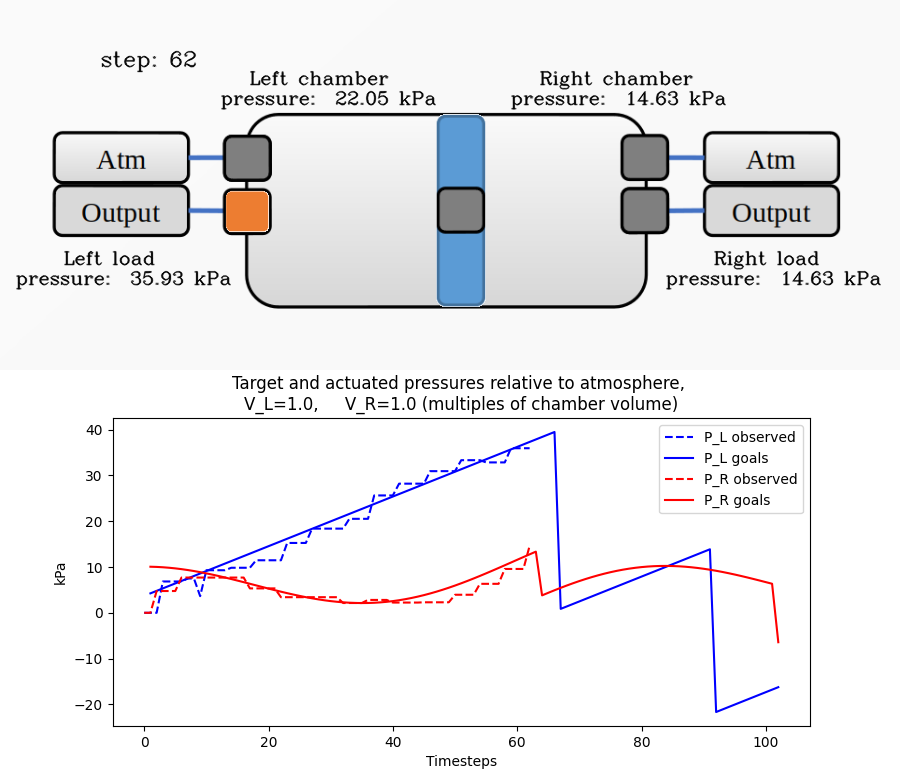 step: 62
Left chamber
pressure: 22.05 kPa
Right chamber
pressure: 14.63 kPa
Atm
Atm
Output
Output
Left load
pressure: 35.93 kPa
Right load
pressure: 14.63 kPa
Target and actuated pressures relative to atmosphere,
V_L=1.0, V_R=1.0 (multiples of chamber volume)
P_L observed
P_L goals
P_R observed
P_R goals
kPa
40
30
20
10
0
−10
−20
0 20 40 60 80 100
Timesteps